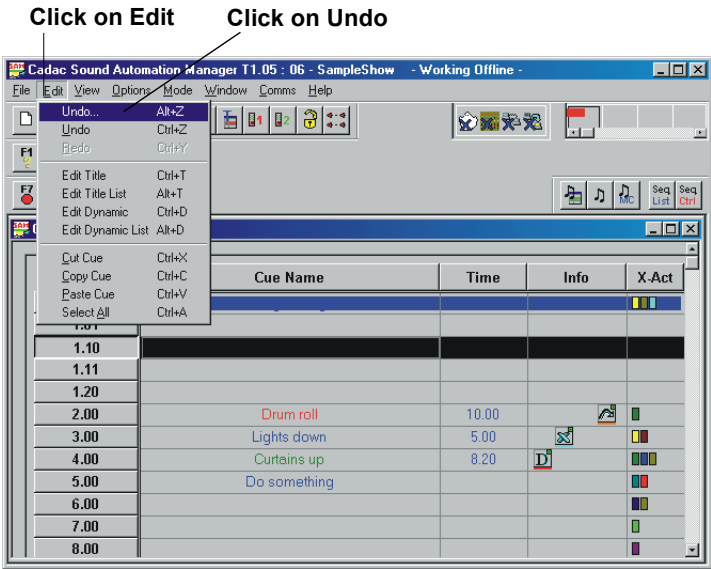 Click on Edit Click on Undo
Cadac Sound Automation Manager T1.05 : 06 - SampleShow - Working Offline -
File Edit View Options Mode Window Comms Help
Undo... Alt+Z
Undo Ctrl+Z
Redo Ctrl+Y
Edit Title Ctrl+T
Edit Title List Alt+T
Edit Dynamic Ctrl+D
Edit Dynamic List Alt+D
Cut Cue Ctrl+X
Copy Cue Ctrl+C
Paste Cue Ctrl+V
Select All Ctrl+A
F1
F7
1 2
MC
Seq List
Seq Ctrl
Cue Name Time Info X-Act
1.01
1.10
1.11
1.20
2.00 Drum roll 10.00
3.00 Lights down 5.00
4.00 Curtains up 8.20 D
5.00 Do something
6.00
7.00
8.00